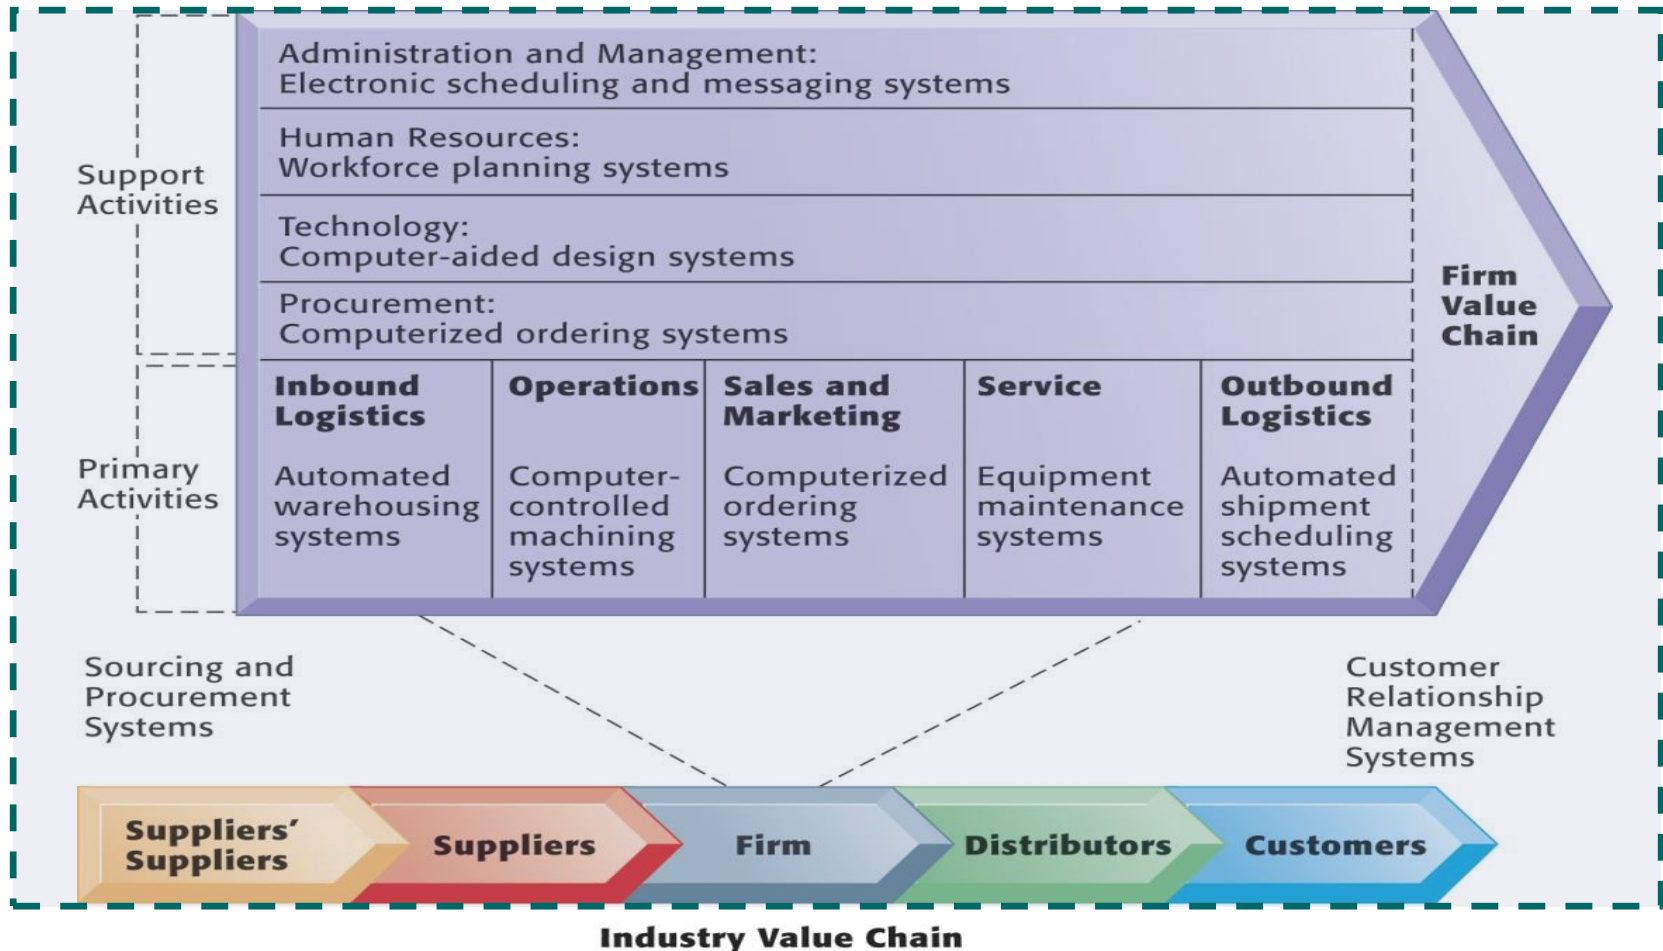 Administration and Management:
Electronic scheduling and messaging systems
Human Resources:
Workforce planning systems
Support
Activities
Technology:
Computer-aided design systems
Procurement:
Computerized ordering systems
Firm
Value
Chain
Primary
Activities
Inbound
Logistics
Automated
warehousing
systems
Operations
Computer-
controlled
machining
systems
Sales and
Marketing
Computerized
ordering
systems
Service
Equipment
maintenance
systems
Outbound
Logistics
Automated
shipment
scheduling
systems
Sourcing and
Procurement
Systems
Customer
Relationship
Management
Systems
Suppliers’
Suppliers
Suppliers
Firm
Distributors
Customers
Industry Value Chain